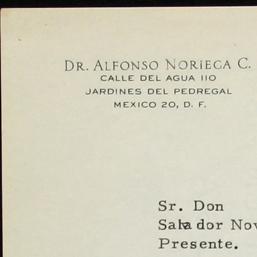 DR. ALFONSO NORIEGA C.
CALLE DEL AGUA 110
JARDINES DEL PEDREGAL
MEXICO 20, D. F.
Sr. Don
Salvador Nov
Presente.